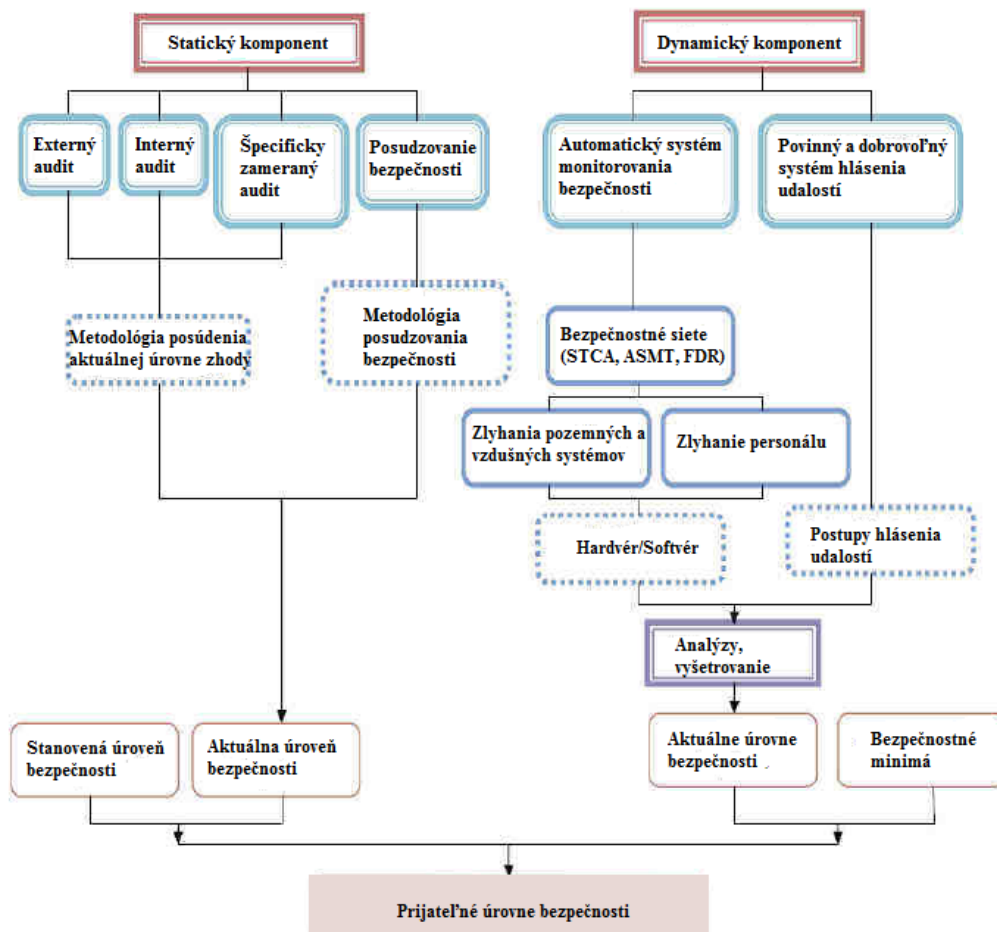 Statický komponent
Dynamický komponent
Externý
audit
Interný
audit
Špecificky
zameraný
audit
Posudzovanie
bezpečnosti
Automatický systém
monitorovania
bezpečnosti
Povinný a dobrovoľný
systém hlásenia
udalostí
Metodológia posúdenia
aktuálnej úrovne zhody
Metodológia
posudzovania
bezpečnosti
Bezpečnostné siete
(STCA, ASMT, FDR)
Zlyhania pozemných a
vzdušných systémov
Zlyhanie personálu
Hardvér/Softvér
Postupy hlásenia
udalostí
Analýzy,
vyšetrovanie
Stanovená úroveň
bezpečnosti
Aktuálna úroveň
bezpečnosti
Aktuálne úrovne
bezpečnosti
Bezpečnostné
minimá
Prijateľné úrovne bezpečnosti